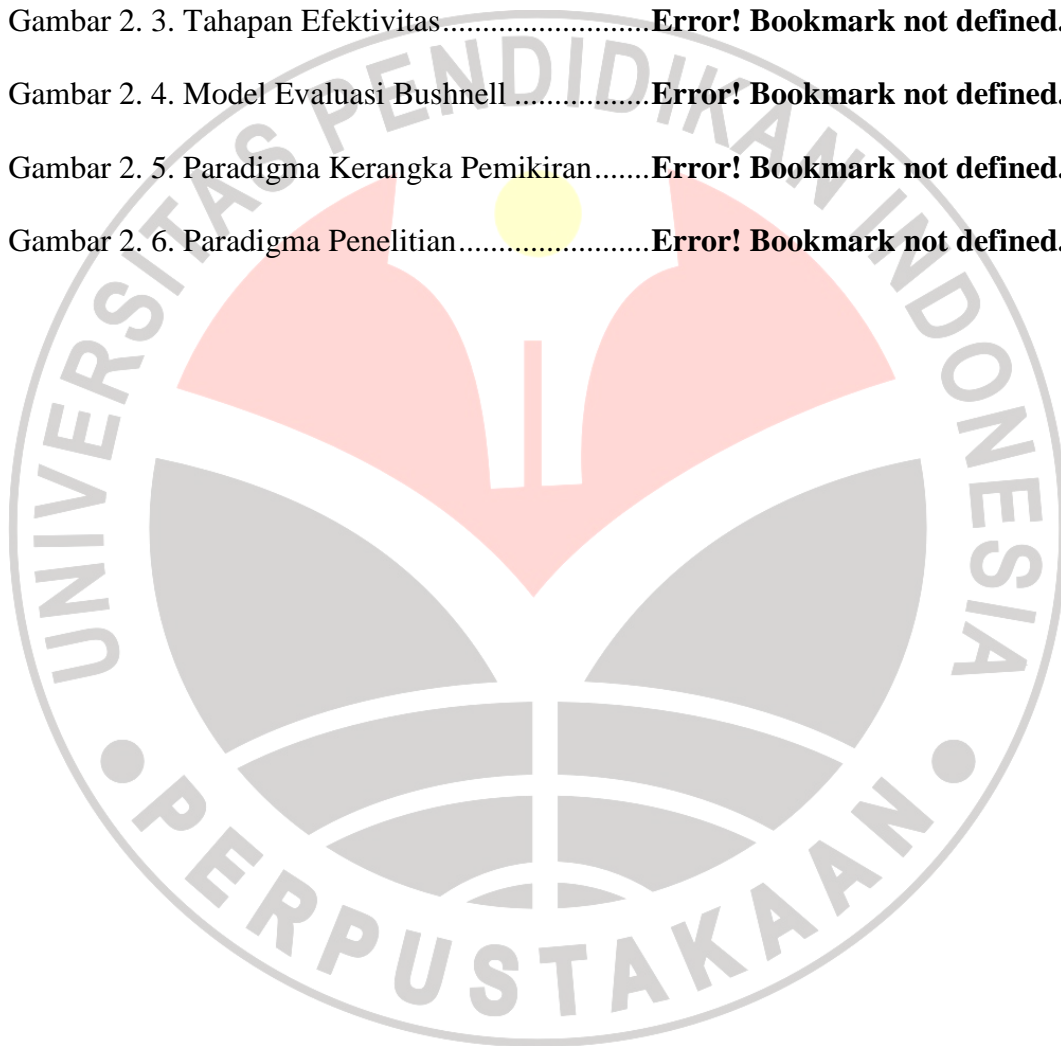 Gambar 2. 3. Tahapan Efektivitas..........................Error! Bookmark not defined.
Gambar 2. 4. Model Evaluasi Bushnell .................Error! Bookmark not defined.
Gambar 2. 5. Paradigma Kerangka Pemikiran.......Error! Bookmark not defined.
Gambar 2. 6. Paradigma Penelitian........................Error! Bookmark not defined.
UNIVERSITAS PENDIDIKAN INDONESIA
PERPUSTAKAAN